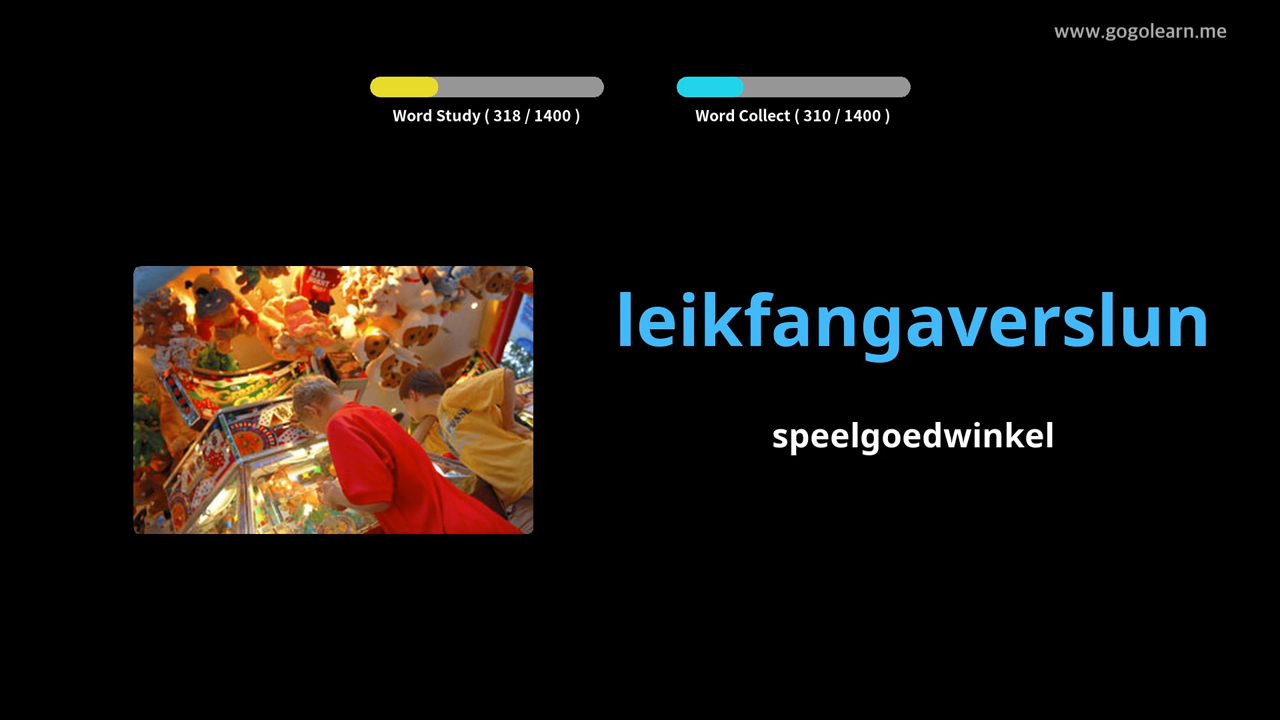 www.gogolearn.me
Word Study ( 318 / 1400 )
Word Collect ( 310 / 1400 )
leikfangaverslun
speelgoedwinkel